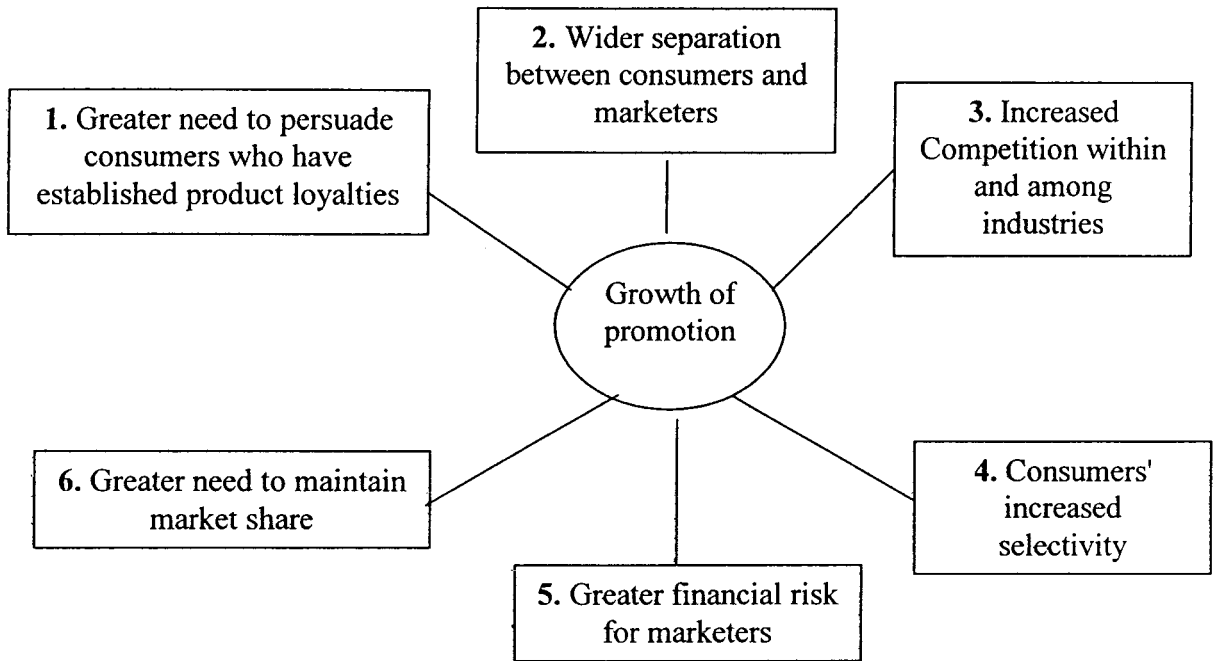 1. Greater need to persuade
consumers who have
established product loyalties
2. Wider separation
between consumers and
marketers
3. Increased
Competition within
and among
industries
Growth of
promotion
4. Consumers'
increased
selectivity
5. Greater financial risk
for marketers
6. Greater need to maintain
market share